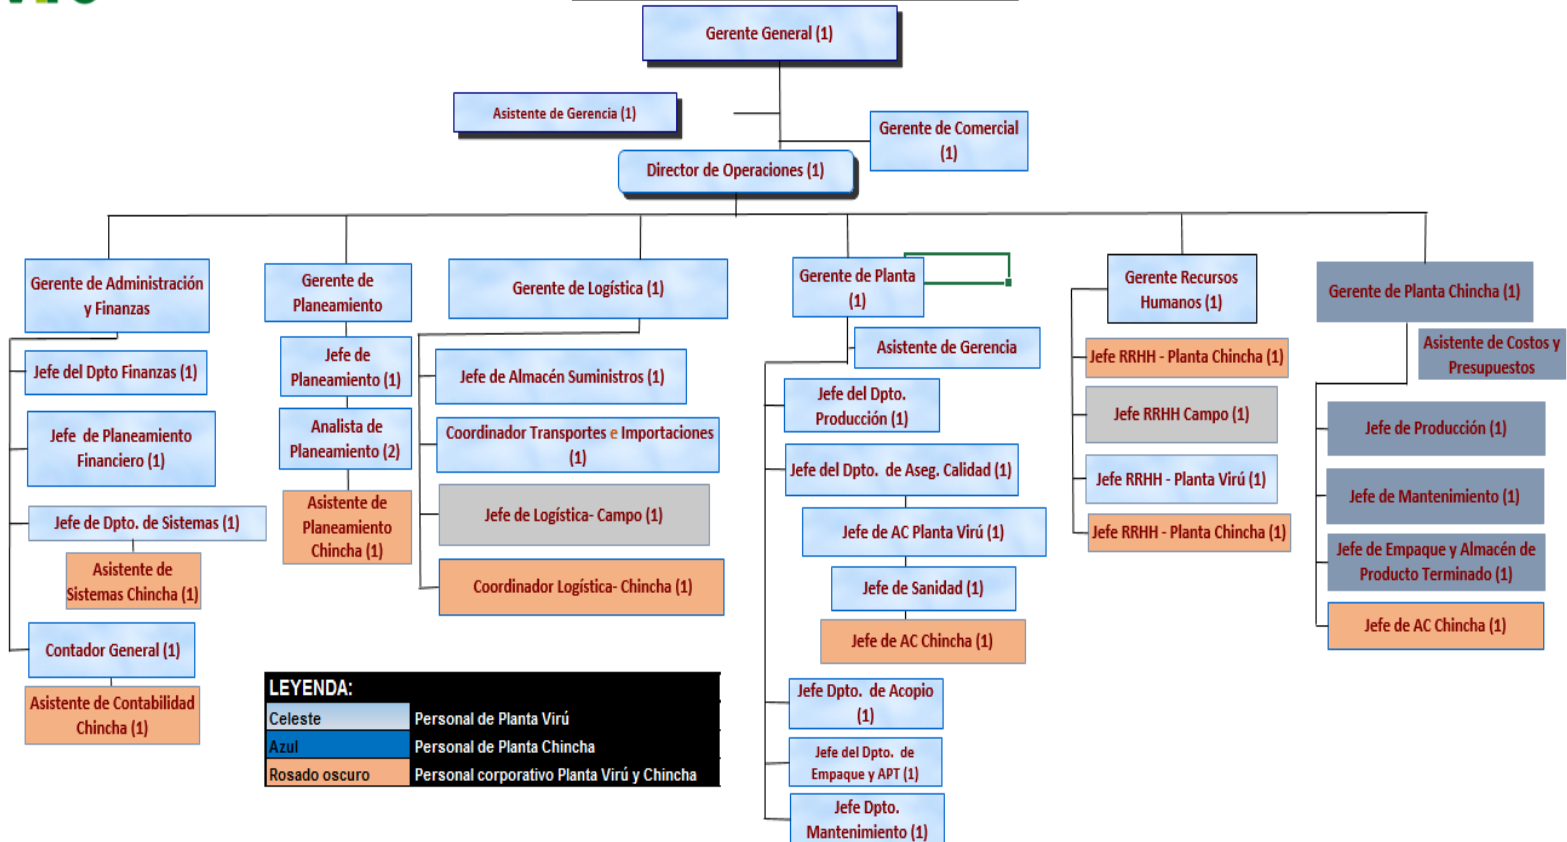 Gerente General (1)
Asistente de Gerencia (1)
Gerente de Comercial
(1)
Director de Operaciones (1)
Gerente de Administración
y Finanzas
Jefe del Dpto Finanzas (1)
Jefe de Planeamiento
Financiero (1)
Jefe de Dpto. de Sistemas (1)
Asistente de
Sistemas Chincha (1)
Contador General (1)
Asistente de Contabilidad
Chincha (1)
Gerente de
Planeamiento
Jefe de
Planeamiento (1)
Analista de
Planeamiento (2)
Asistente de
Planeamiento
Chincha (1)
Gerente de Logística (1)
Jefe de Almacén Suministros (1)
Coordinador Transportes e Importaciones
(1)
Jefe de Logística- Campo (1)
Coordinador Logística- Chincha (1)
Gerente de Planta
(1)
Asistente de Gerencia
Jefe del Dpto.
Producción (1)
Jefe del Dpto. de Aseg. Calidad (1)
Jefe de AC Planta Virú (1)
Jefe de Sanidad (1)
Jefe de AC Chincha (1)
Jefe Dpto. de Acopio
(1)
Jefe del Dpto. de
Empaque y APT (1)
Jefe Dpto.
Mantenimiento (1)
Gerente Recursos
Humanos (1)
Jefe RRHH - Planta Chincha (1)
Jefe RRHH Campo (1)
Jefe RRHH - Planta Virú (1)
Jefe RRHH - Planta Chincha (1)
Gerente de Planta Chincha (1)
Asistente de Costos y
Presupuestos
Jefe de Producción (1)
Jefe de Mantenimiento (1)
Jefe de Empaque y Almacén de
Producto Terminado (1)
Jefe de AC Chincha (1)
LEYENDA:
Celeste Personal de Planta Virú
Azul Personal de Planta Chincha
Rosado oscuro Personal corporativo Planta Virú y Chincha